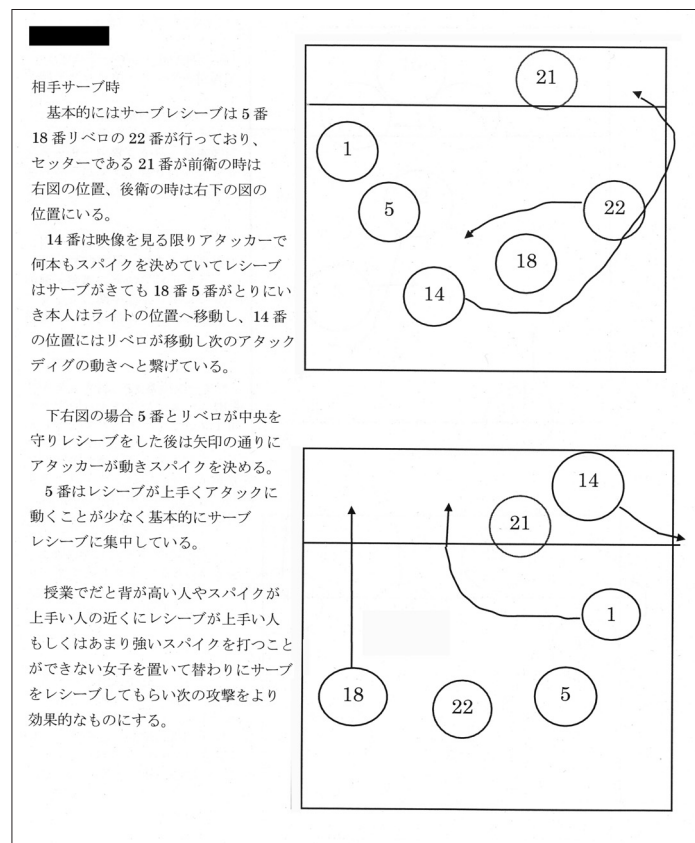 相手サーブ時
基本的にはサーブレシーブは 5 番
18 番リベロの 22 番が行っており、
セッターである 21 番が前衛の時は
右図の位置、後衛の時は右下の図の
位置にいる。
14 番は映像を見る限りアタッカーで
何本もスパイクを決めていてレシーブ
はサーブがきても 18 番 5 番がとりにい
き本人はライトの位置へ移動し、14 番
の位置にはリベロが移動し次のアタック
ディグの動きへと繋げている。
下右図の場合 5 番とリベロが中央を
守りレシーブをした後は矢印の通りに
アタッカーが動きスパイクを決める。
5 番はレシーブが上手くアタックに
動くことが少なく基本的にサーブ
レシーブに集中している。
授業でだと背が高い人やスパイクが
上手い人の近くにレシーブが上手い人
もしくはあまり強いスパイクを打つこと
ができない女子を置いて替わりにサーブ
をレシーブしてもらい次の攻撃をより
効果的なものにする。
21
1
5
22
18
14
14
21
1
18
22
5